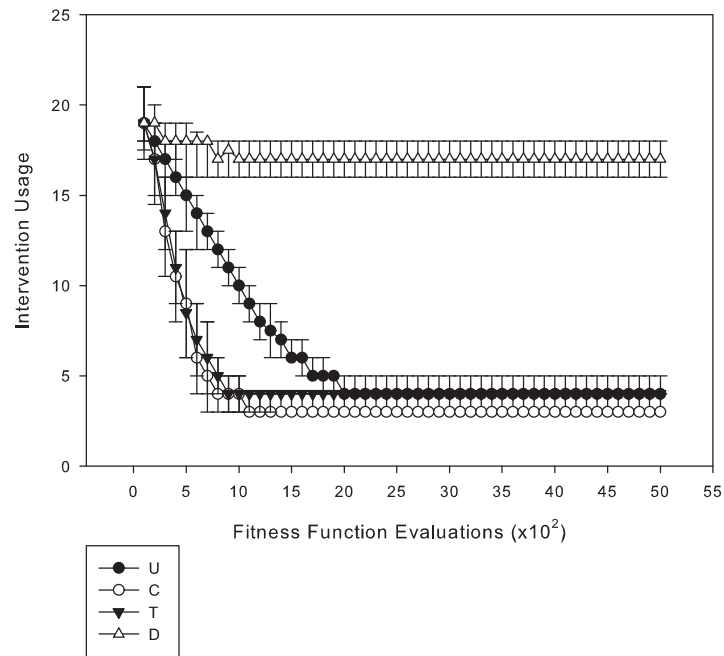 25
20
15
10
5
0
Intervention Usage
0 5 10 15 20 25 30 35 40 45 50 55
Fitness Function Evaluations (x10²)
U
C
T
D